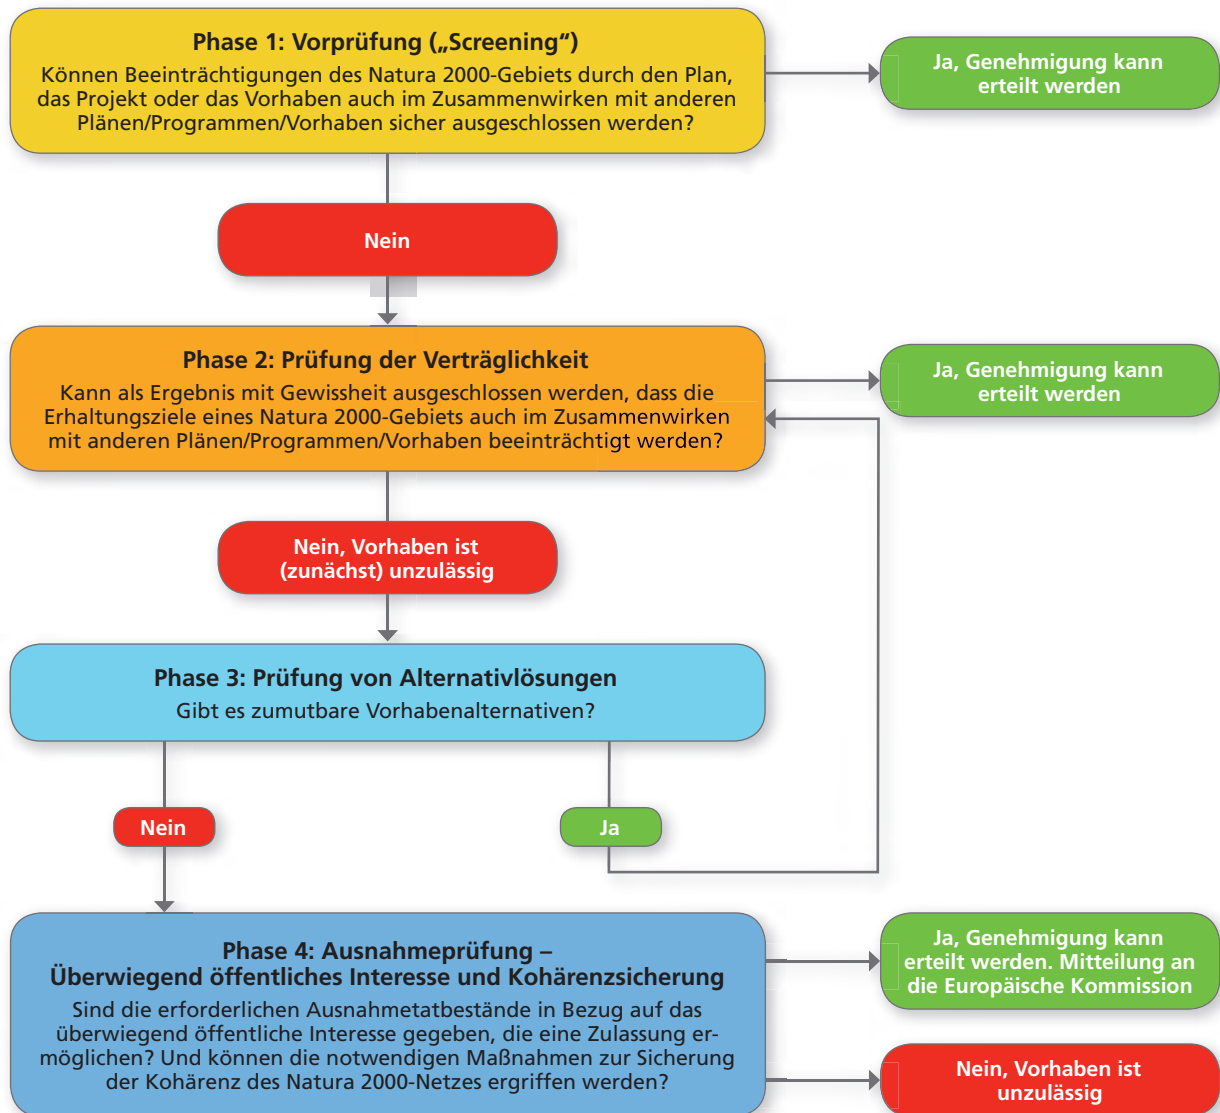 Phase 1: Vorprüfung („Screening“)
Können Beeinträchtigungen des Natura 2000-Gebiets durch den Plan,
das Projekt oder das Vorhaben auch im Zusammenwirken mit anderen
Plänen/Programmen/Vorhaben sicher ausgeschlossen werden?
Ja, Genehmigung kann
erteilt werden
Nein
Phase 2: Prüfung der Verträglichkeit
Kann als Ergebnis mit Gewissheit ausgeschlossen werden, dass die
Erhaltungsziele eines Natura 2000-Gebiets auch im Zusammenwirken
mit anderen Plänen/Programmen/Vorhaben beeinträchtigt werden?
Ja, Genehmigung kann
erteilt werden
Nein, Vorhaben ist
(zunächst) unzulässig
Phase 3: Prüfung von Alternativlösungen
Gibt es zumutbare Vorhabenalternativen?
Nein
Ja
Phase 4: Ausnahmeprüfung –
Überwiegend öffentliches Interesse und Kohärenzsicherung
Sind die erforderlichen Ausnahmetatbestände in Bezug auf das
überwiegend öffentliche Interesse gegeben, die eine Zulassung er-
möglichen? Und können die notwendigen Maßnahmen zur Sicherung
der Kohärenz des Natura 2000-Netzes ergriffen werden?
Ja, Genehmigung kann
erteilt werden. Mitteilung an
die Europäische Kommission
Nein, Vorhaben ist
unzulässig